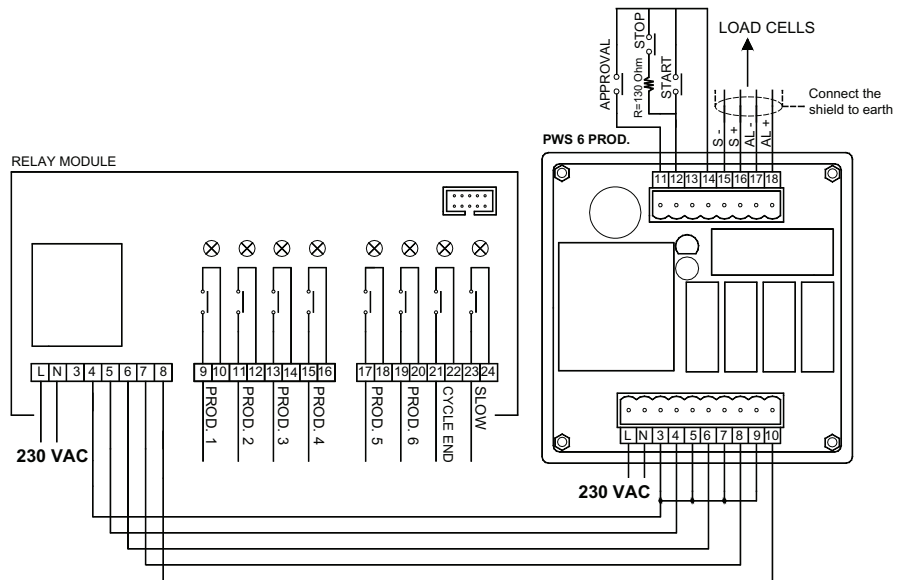 LOAD CELLS
Connect the
shield to earth
APPROVAL
R=130 Ohm
STOP
START
S -
S +
AL -
AL +
PWS 6 PROD.
11 12 13 14 15 16 17 18
RELAY MODULE
L N 3 4 5 6 7 8
9 10 11 12 13 14 15 16
17 18 19 20 21 22 23 24
PROD. 1
PROD. 2
PROD. 3
PROD. 4
PROD. 5
PROD. 6
CYCLE END
SLOW
230 VAC
L N 3 4 5 6 7 8 9 10
230 VAC